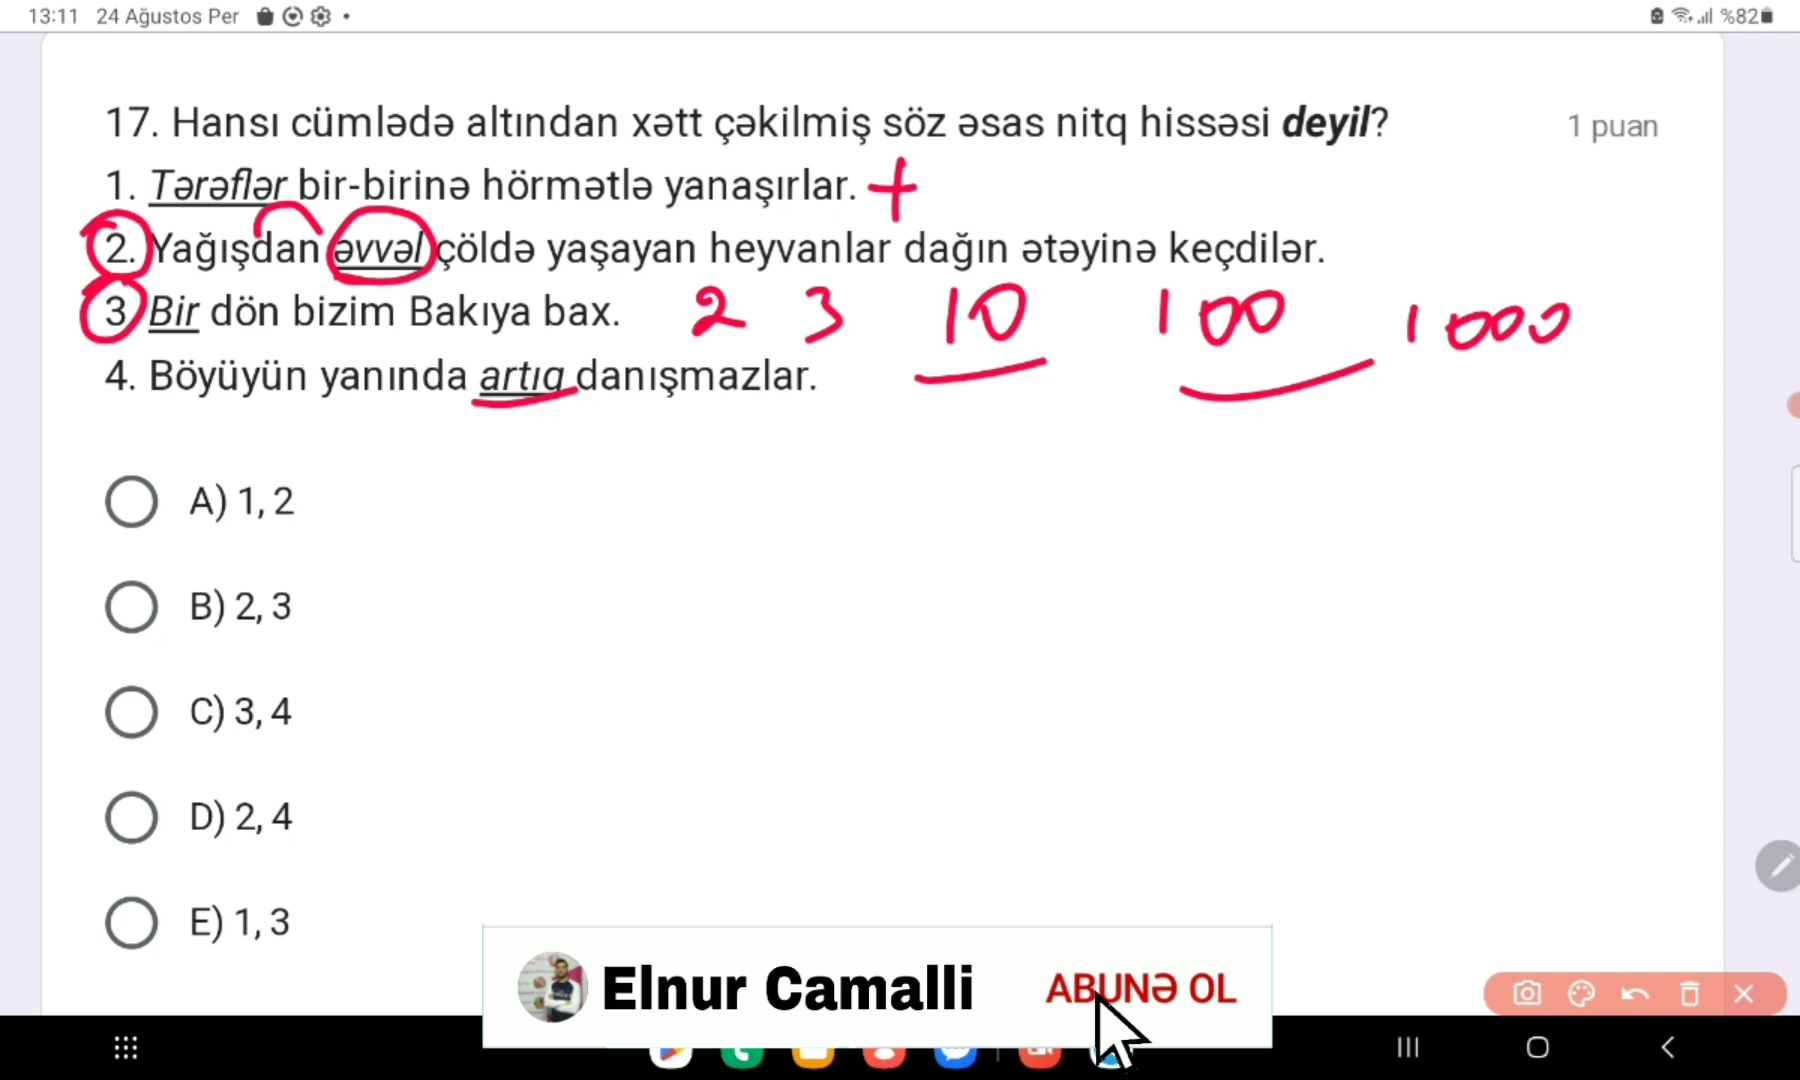 13:11 24 Ağustos Per %82
17. Hansı cümlədə altından xətt çəkilmiş söz əsas nitq hissəsi deyil? 1 puan
1. Tərəflər bir-birinə hörmətlə yanaşırlar. +
2. Yağışdan əvvəl çöldə yaşayan heyvanlar dağın ətəyinə keçdilər.
3 Bir dön bizim Bakıya bax. 2 3 10 100 1000
4. Böyüyün yanında artıq danışmazlar.
A) 1, 2
B) 2, 3
C) 3, 4
D) 2, 4
E) 1, 3
Elnur Camalli ABUNƏ OL